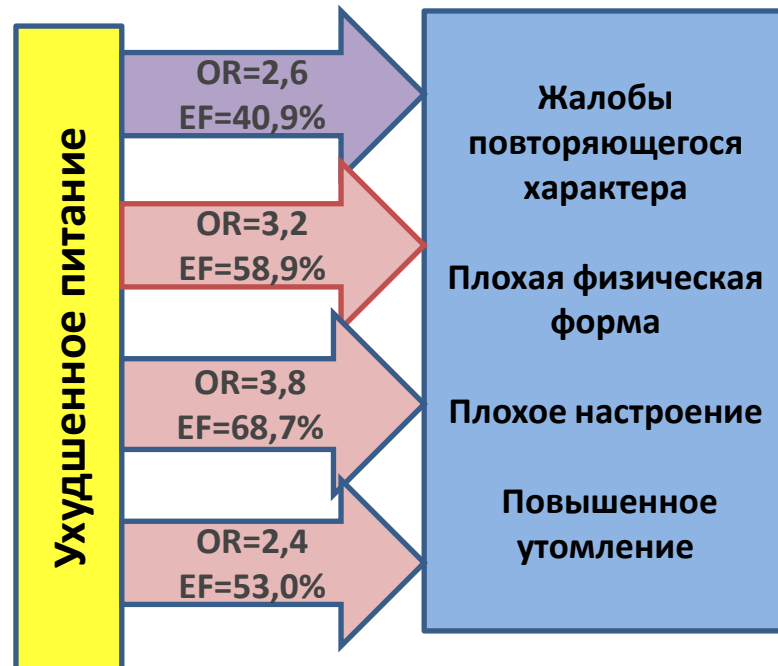 Ухудшенное питание
OR=2,6
EF=40,9%
OR=3,2
EF=58,9%
OR=3,8
EF=68,7%
OR=2,4
EF=53,0%
Жалобы
повторяющегося
характера
Плохая физическая
форма
Плохое настроение
Повышенное
утомление